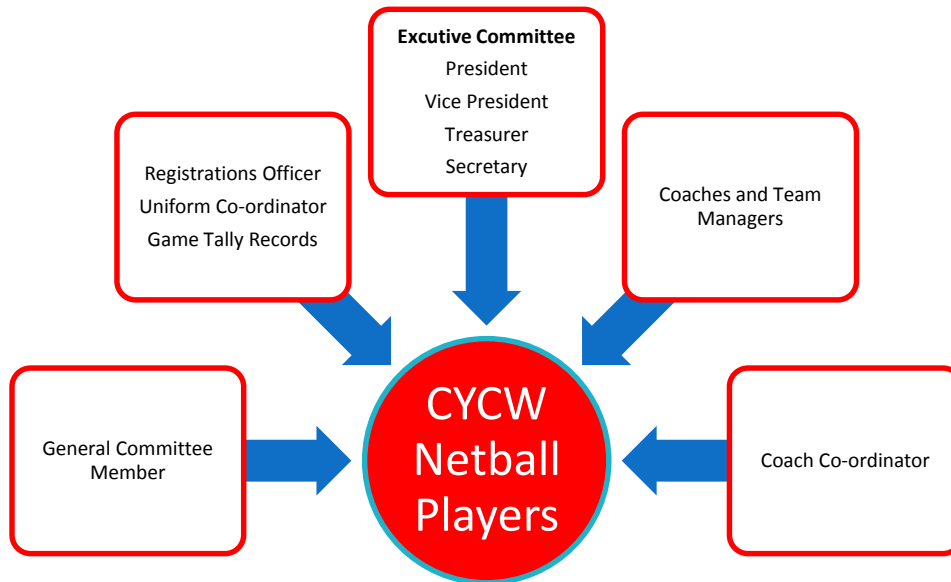 Excutive Committee
President
Vice President
Treasurer
Secretary
Registrations Officer
Uniform Co-ordinator
Game Tally Records
Coaches and Team
Managers
General Committee
Member
CYCW
Netball
Players
Coach Co-ordinator